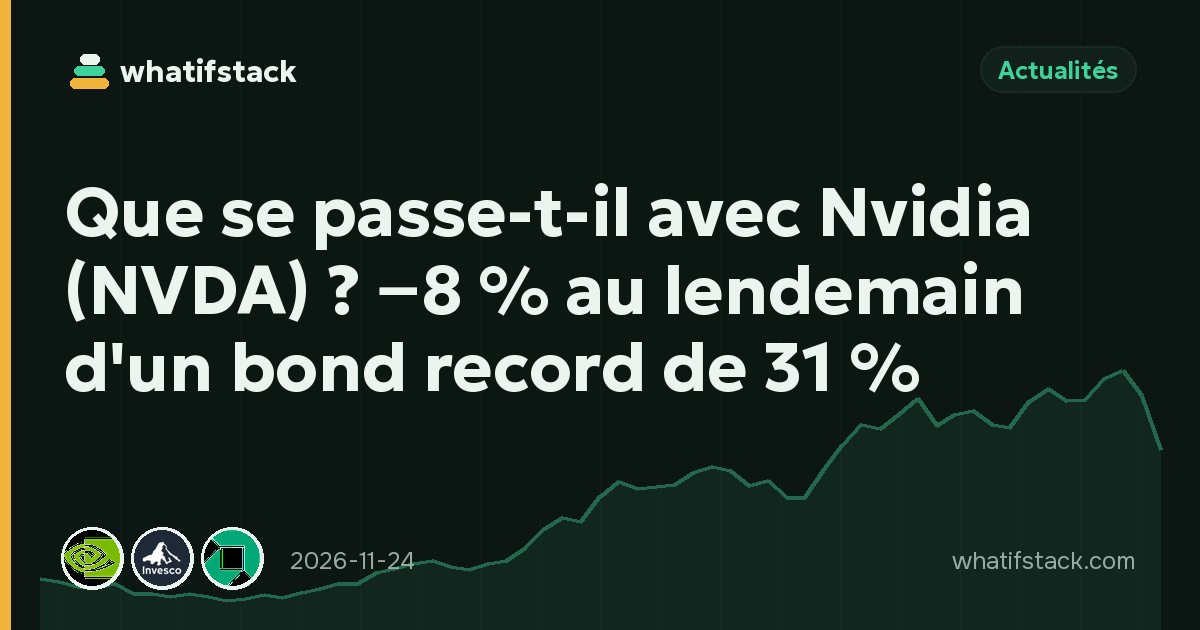 whatifstack
Actualités
Que se passe-t-il avec Nvidia
(NVDA) ? −8 % au lendemain
d'un bond record de 31 %
Invesco
2026-11-24
whatifstack.com